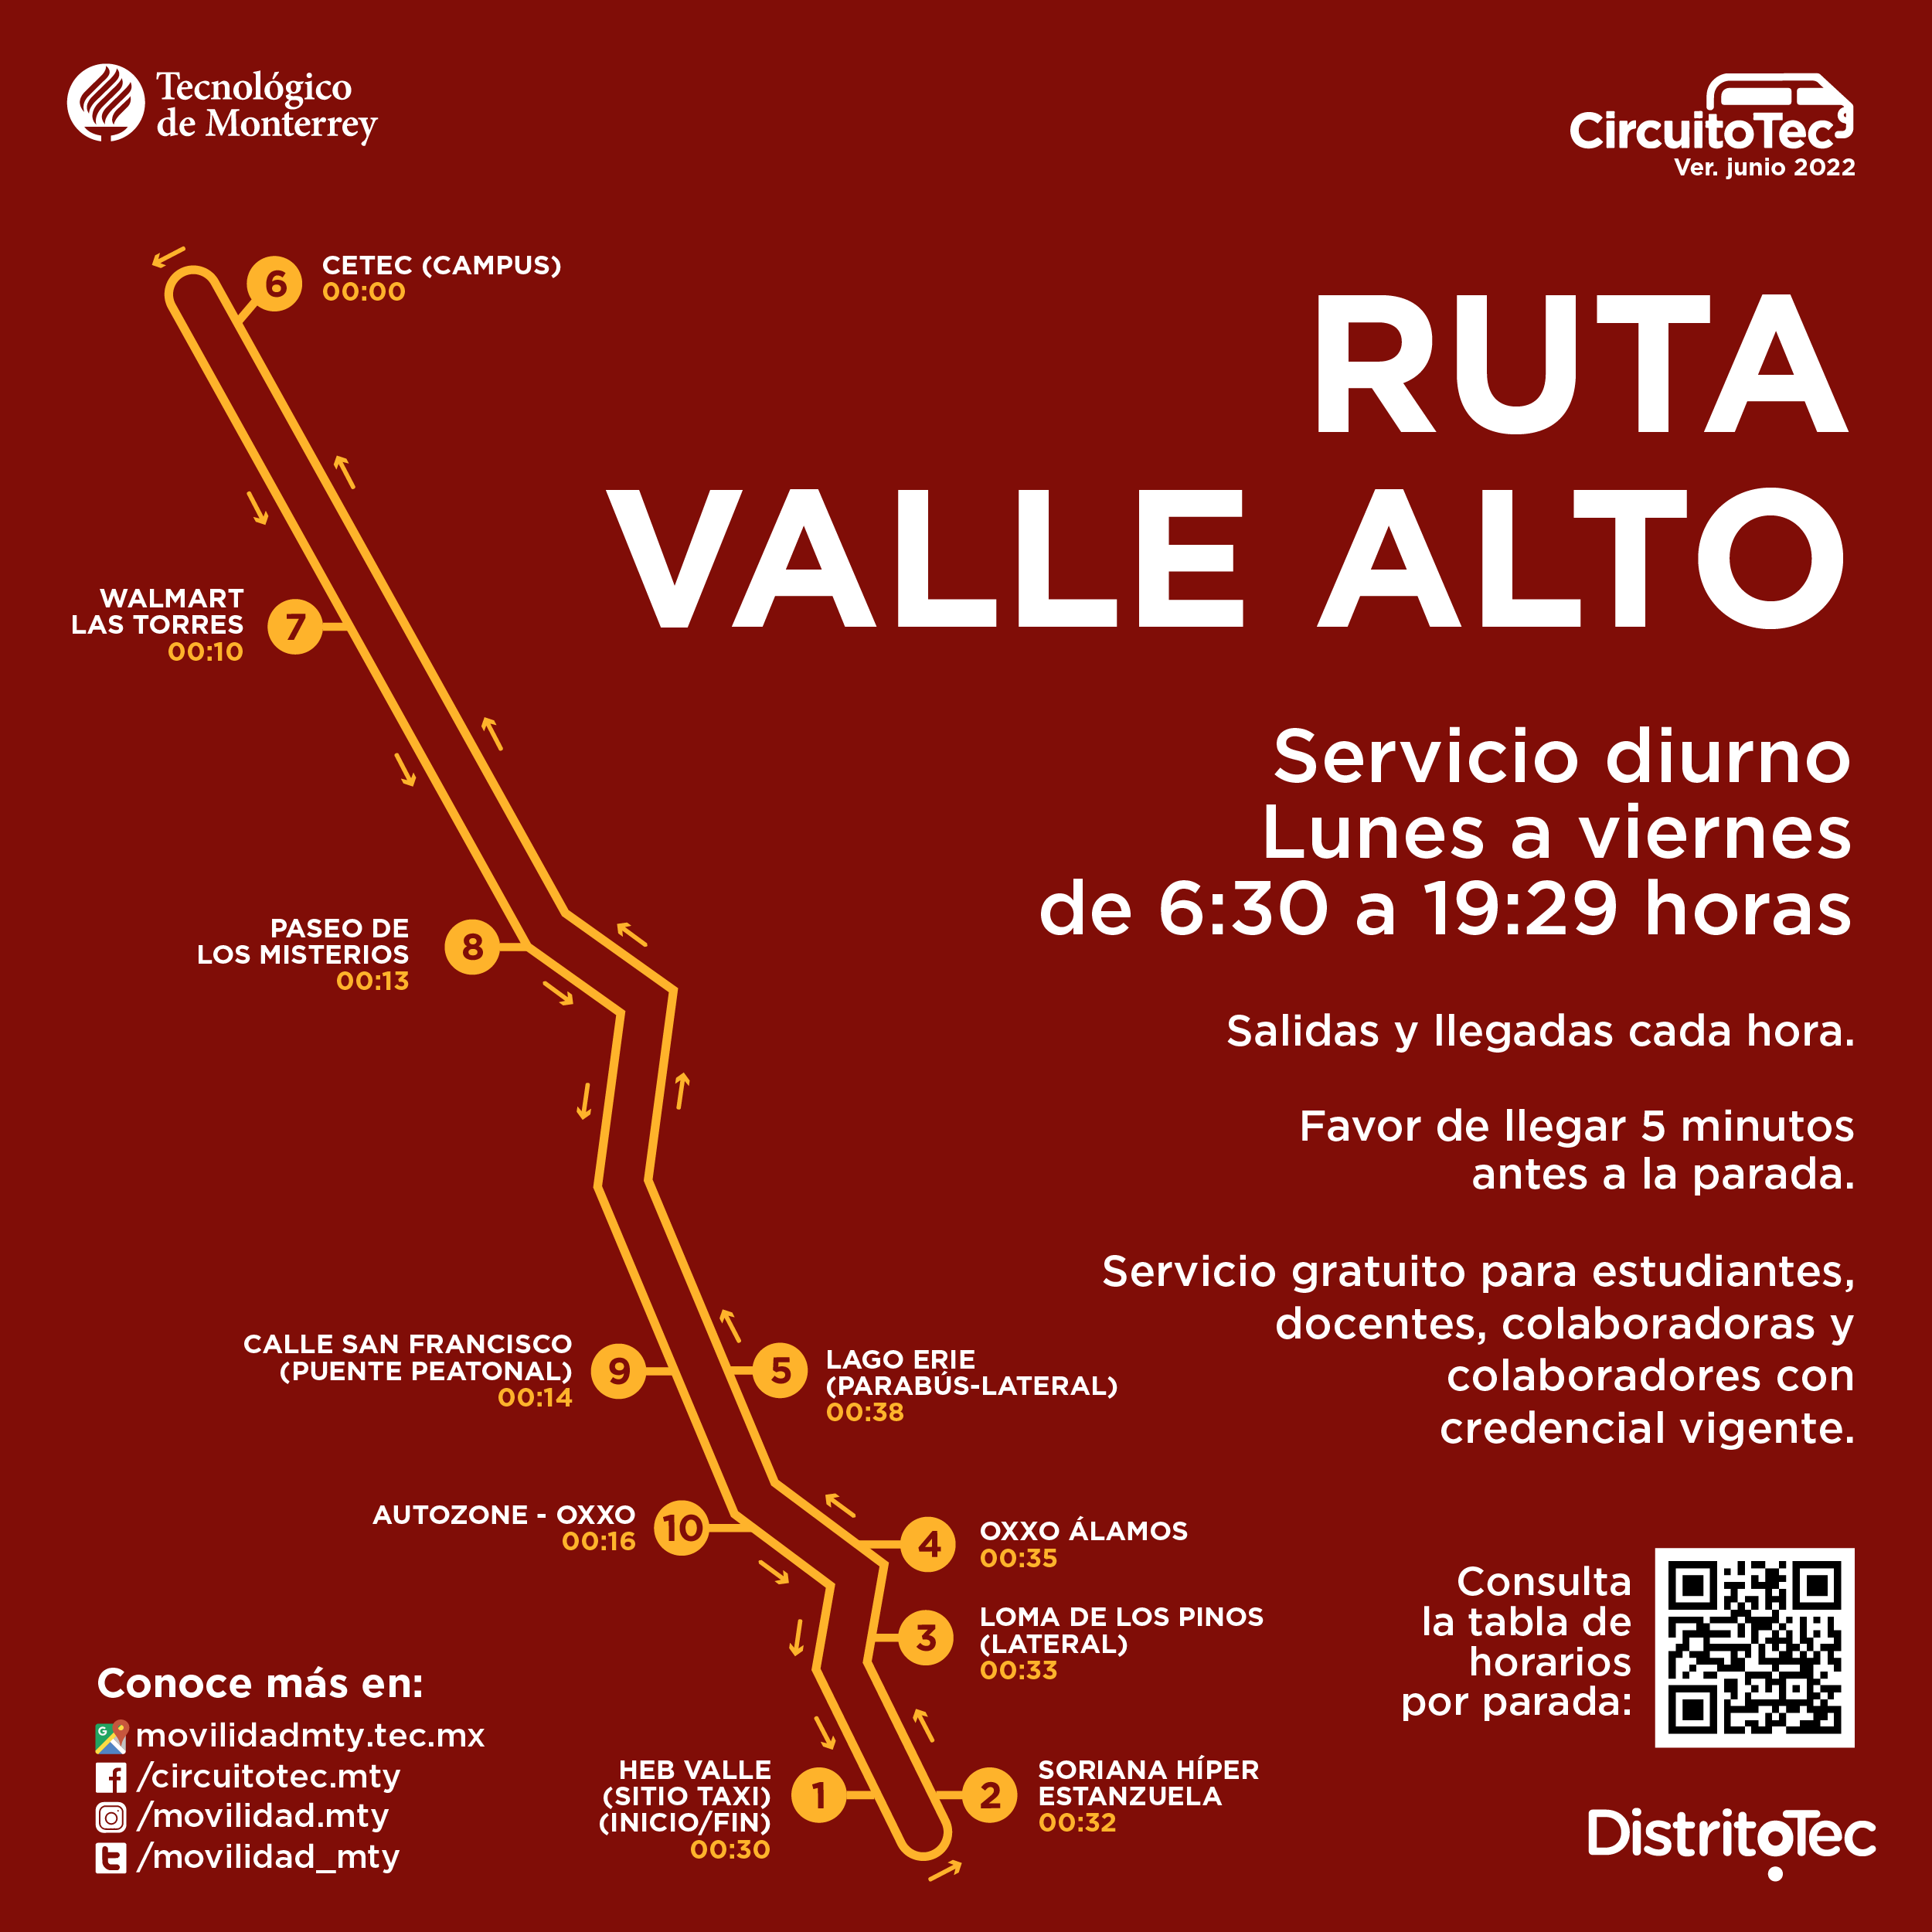 Tecnológico
de Monterrey
CircuitoTec
Ver. junio 2022
RUTA
VALLE ALTO
Servicio diurno
Lunes a viernes
de 6:30 a 19:29 horas
Salidas y llegadas cada hora.
Favor de llegar 5 minutos
antes a la parada.
Servicio gratuito para estudiantes,
docentes, colaboradoras y
colaboradores con
credencial vigente.
6
CETEC (CAMPUS)
00:00
WALMART
LAS TORRES
00:10
7
PASEO DE
LOS MISTERIOS
00:13
8
CALLE SAN FRANCISCO
(PUENTE PEATONAL)
00:14
9
5
LAGO ERIE
(PARABÚS-LATERAL)
00:38
AUTOZONE - OXXO
00:16
10
4
OXXO ÁLAMOS
00:35
3
LOMA DE LOS PINOS
(LATERAL)
00:33
HEB VALLE
(SITIO TAXI)
(INICIO/FIN)
00:30
1
2
SORIANA HÍPER
ESTANZUELA
00:32
Consulta
la tabla de
horarios
por parada:
Conoce más en:
movilidadmty.tec.mx
/circuitotec.mty
/movilidad.mty
/movilidad_mty
DistritoTec